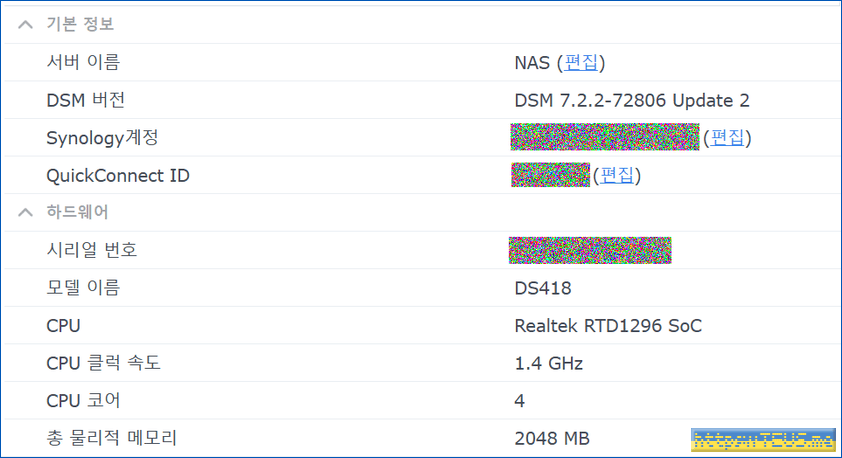 기본 정보
서버 이름 NAS (편집)
DSM 버전 DSM 7.2.2-72806 Update 2
Synology계정 (편집)
QuickConnect ID (편집)
하드웨어
시리얼 번호
모델 이름 DS418
CPU Realtek RTD1296 SoC
CPU 클럭 속도 1.4 GHz
CPU 코어 4
총 물리적 메모리 2048 MB